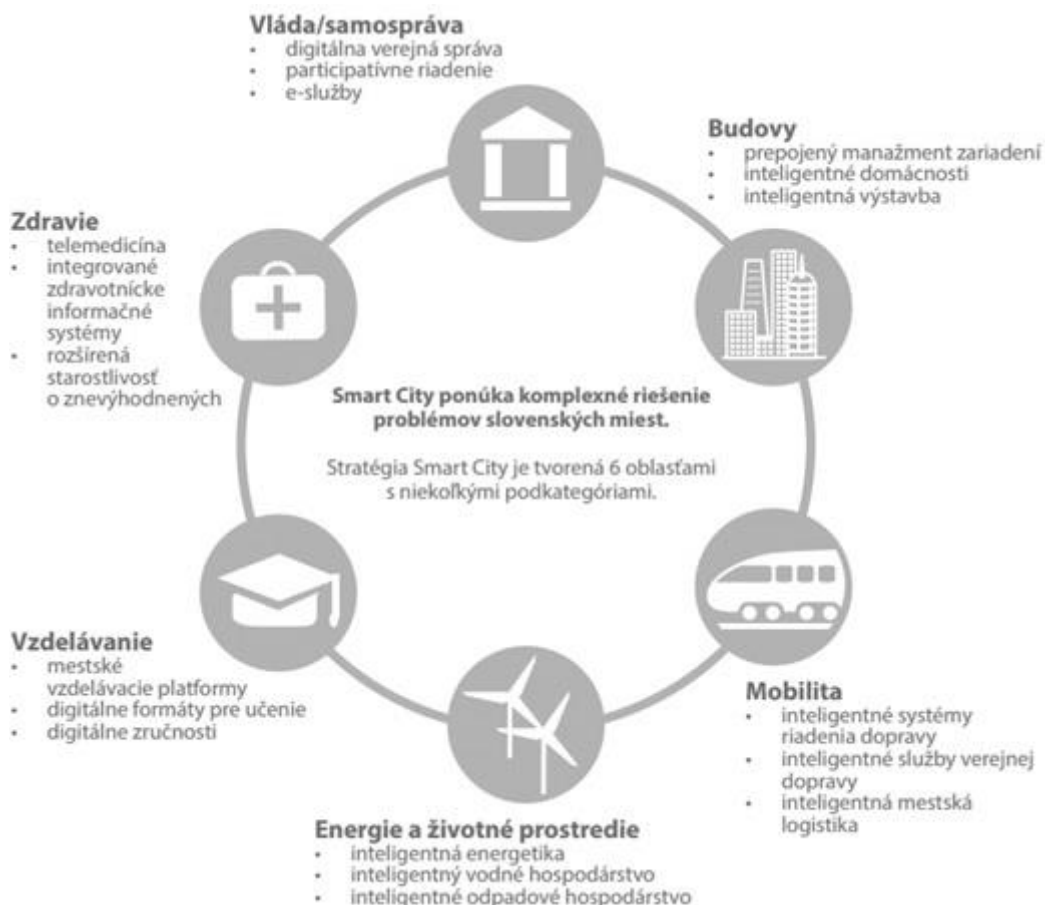 Vláda/samospráva
• digitálna verejná správa
• participatívne riadenie
• e-služby
Budovy
• prepojený manažment zariadení
• inteligentné domácnosti
• inteligentná výstavba
Zdravie
• telemedicína
• integrované
zdravotnícke
informačné
systémy
• rozšírená
starostlivosť
o znevýhodnených
Smart City ponúka komplexné riešenie
problémov slovenských miest.
Stratégia Smart City je tvorená 6 oblasťami
s niekoľkými podkategóriami.
Vzdelávanie
• mestské
vzdelávacie platformy
• digitálne formáty pre učenie
• digitálne zručnosti
Mobilita
• inteligentné systémy
riadenia dopravy
• inteligentné služby verejnej
dopravy
• inteligentná mestská
logistika
Energie a životné prostredie
• inteligentná energetika
• inteligentný vodné hospodárstvo
• inteligentné odpadové hospodárstvo